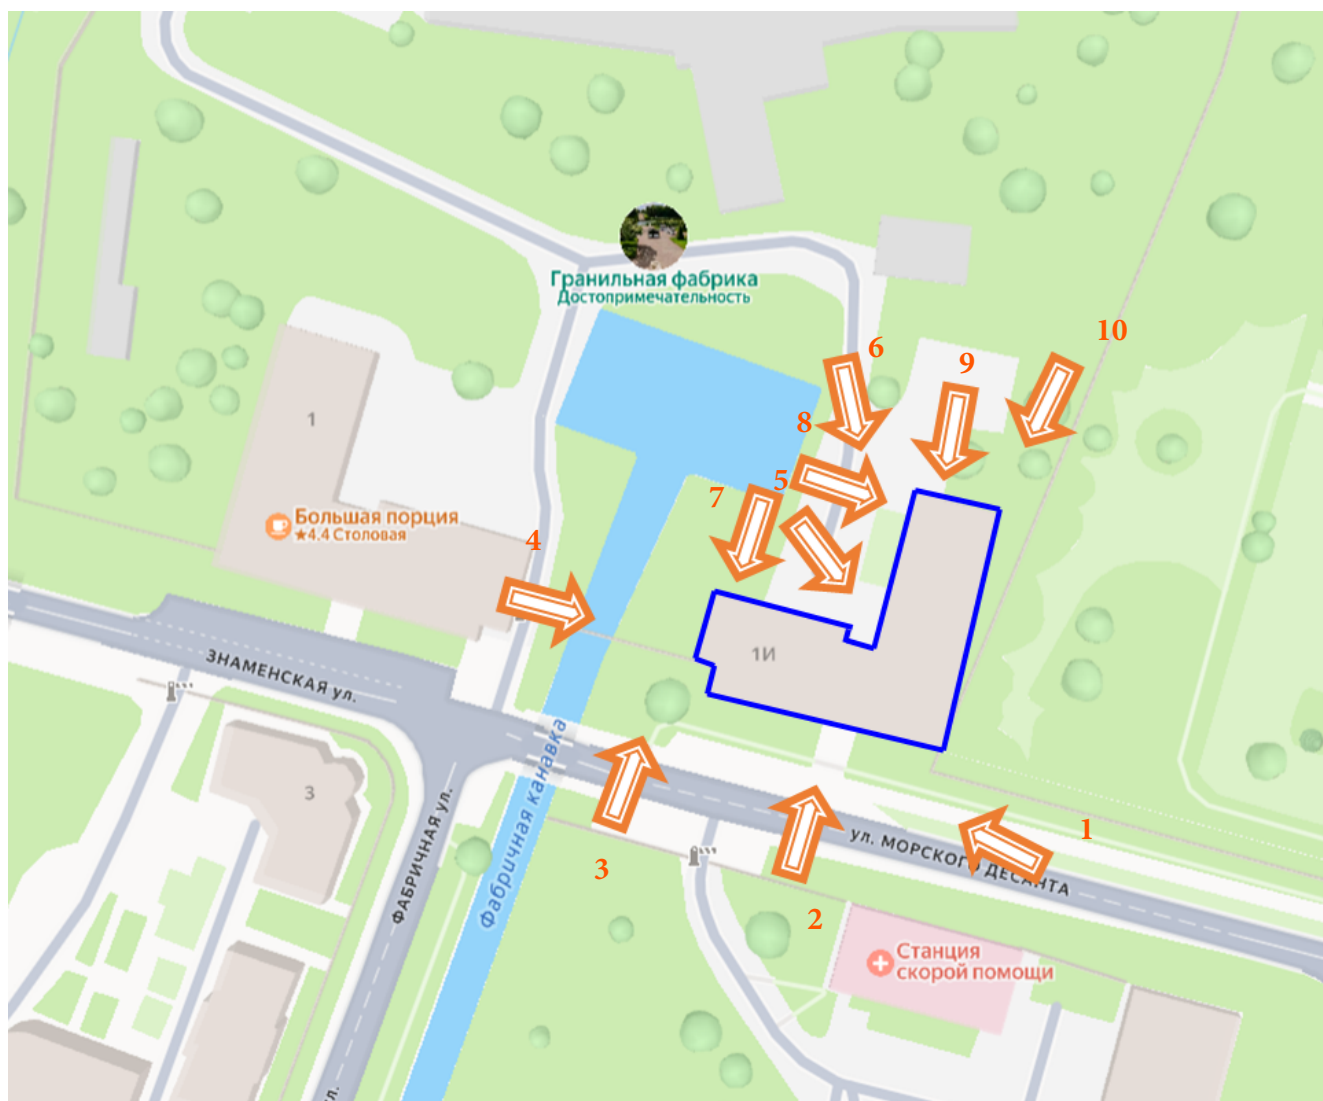 Гранильная фабрика
Достопримечательность
10
6
9
1
8
5
7
Большая порция
★4.4 Столовая
4
1И
ЗНАМЕНСКАЯ ул.
3
ФАБРИЧНАЯ ул.
Фабричная канавка
1
ул. МОРСКОГО ДЕСАНТА
3
2
Станция
скорой помощи
ул.